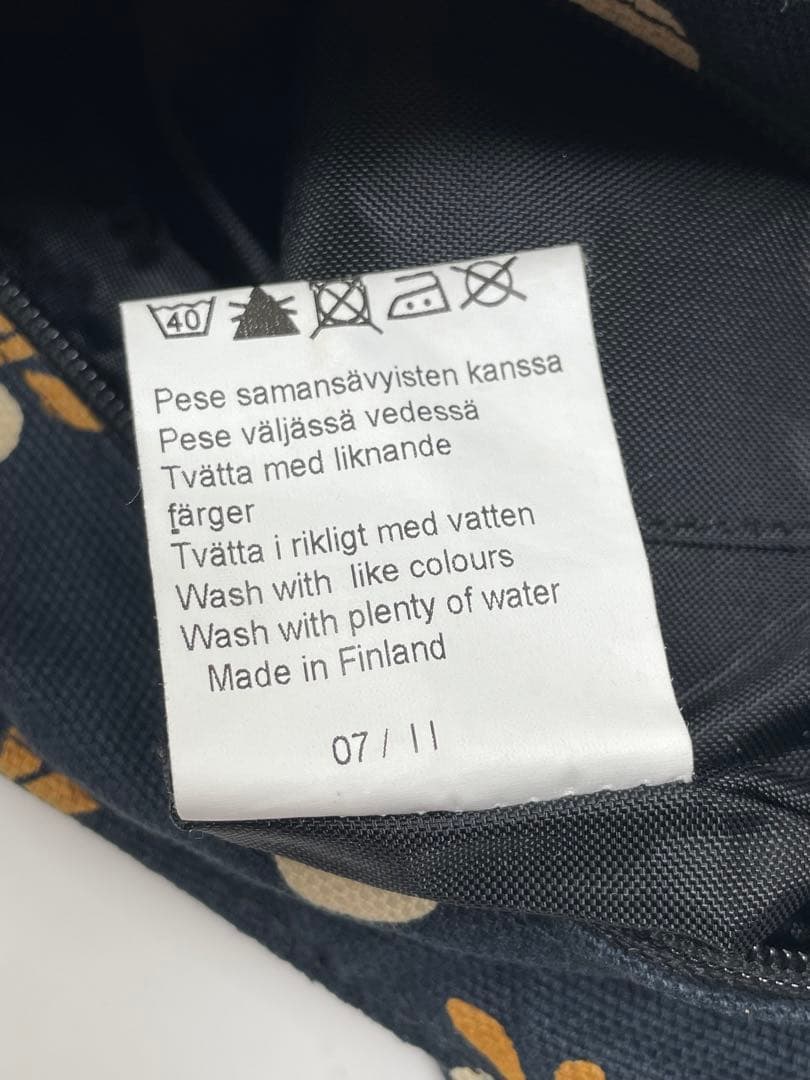 40
Pese samansävyisten kanssa
Pese väljässä vedessä
Tvätta med liknande
färger
Tvätta i rikligt med vatten
Wash with like colours
Wash with plenty of water
Made in Finland
07 / 11